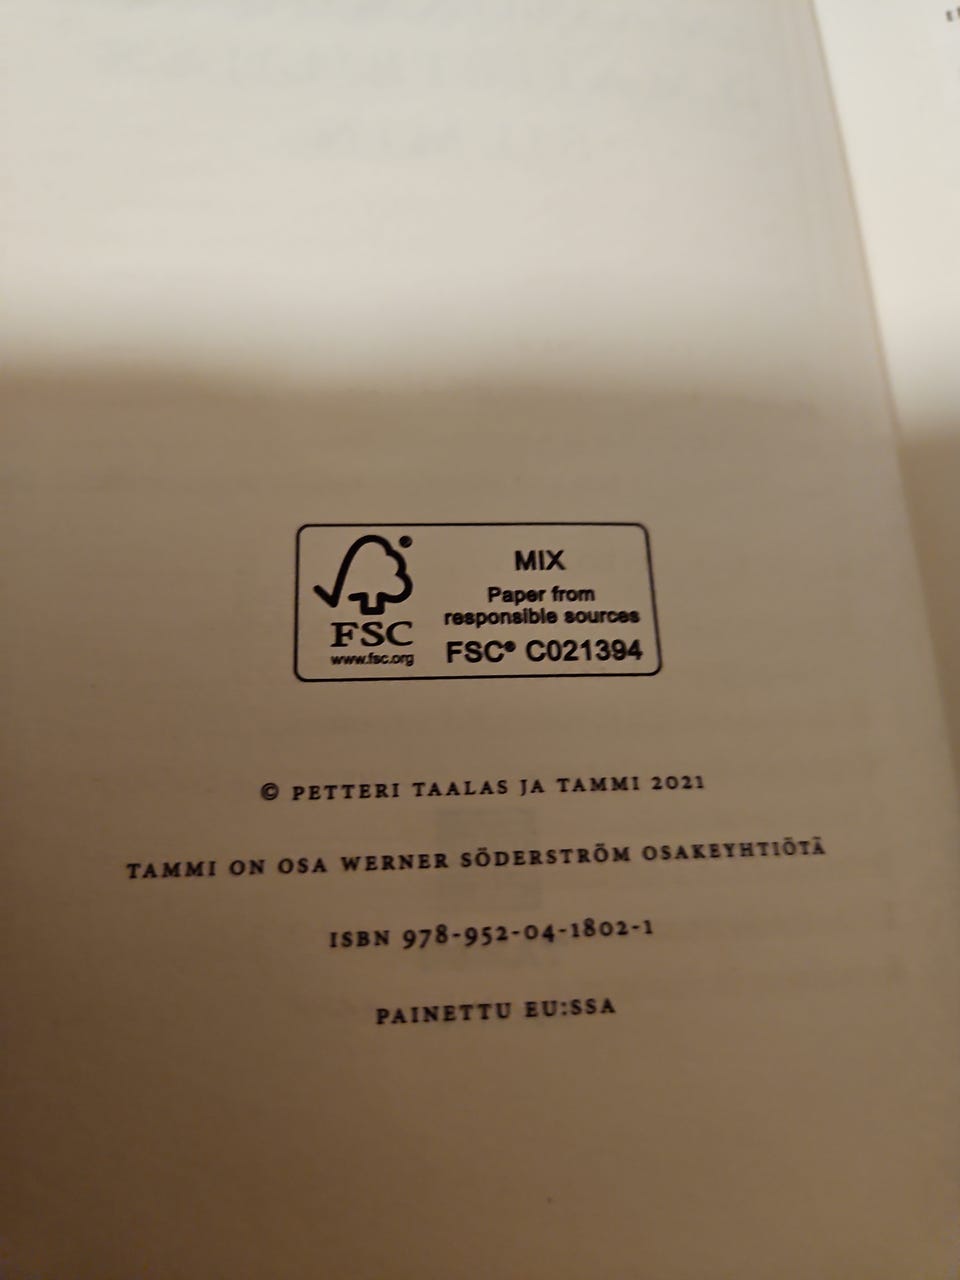 MIX
Paper from
responsible sources
FSC® C021394
FSC
www.fsc.org
© PETTERI TAALAS JA TAMMI 2021
TAMMI ON OSA WERNER SÖDERSTRÖM OSAKEYHTIÖTÄ
ISBN 978-952-04-1802-1
PAINETTU EU:SSA